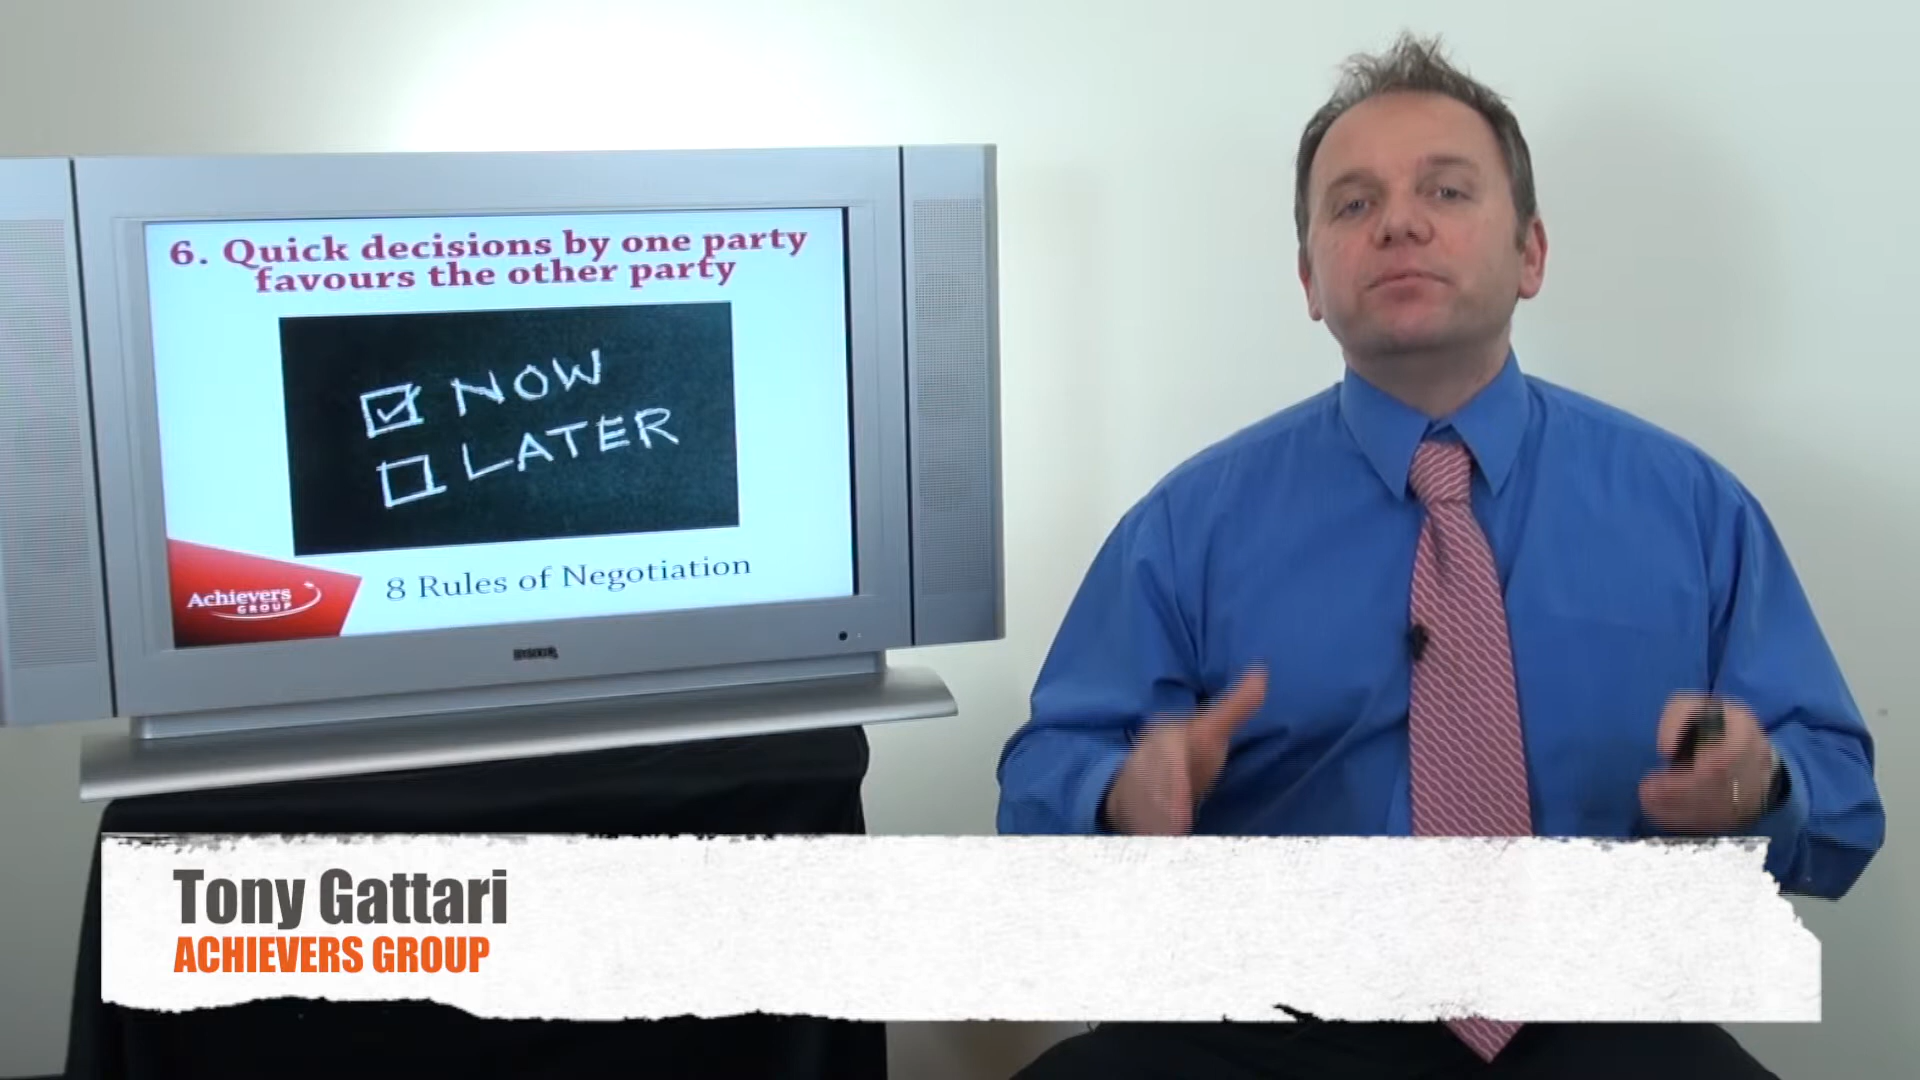 6. Quick decisions by one party
favours the other party
NOW
LATER
Achievers
GROUP
8 Rules of Negotiation
Tony Gattari
ACHIEVERS GROUP